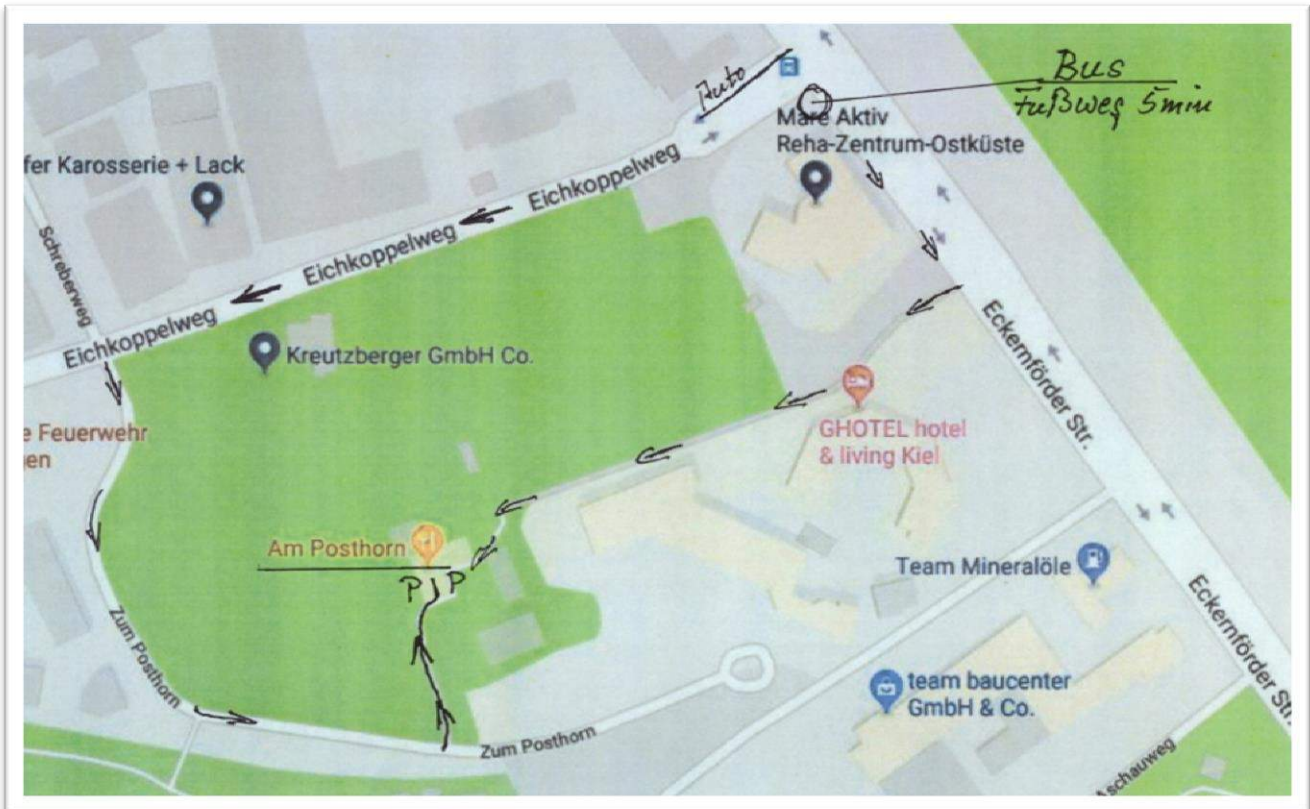 Bus
Fußweg 5min
Auto
Mare Aktiv
Reha-Zentrum-Ostküste
fer Karosserie + Lack
Eichkoppelweg
Eichkoppelweg
Eichkoppelweg
Schreberweg
Kreutzberger GmbH Co.
Eckernförder Str.
GHOTEL hotel
& living Kiel
e Feuerwehr
en
Am Posthorn
P P
Team Mineralöle
Eckernförder Str.
Zum Posthorn
team baucenter
GmbH & Co.
Zum Posthorn
Aschauweg